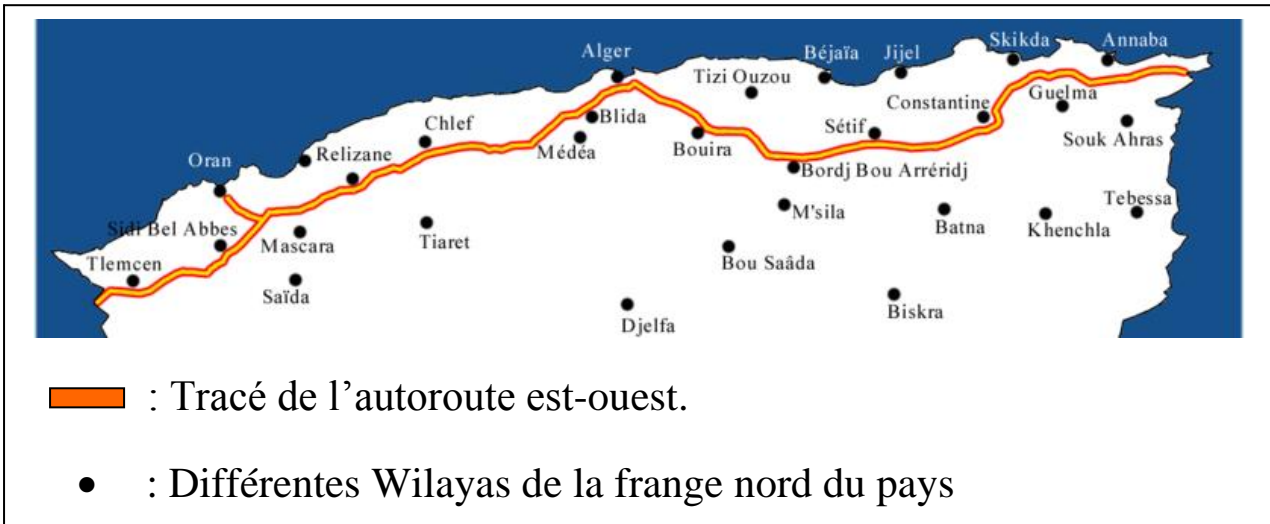 Skikda Annaba
Alger Béjaïa Jijel
Tizi Ouzou
Guelma
Constantine
Blida
Chlef
Sétif
Souk Ahras
Médéa Bouira
Oran Relizane
Bordj Bou Arréridj
Tebessa
M'sila
Sidi Bel Abbes
Mascara Tiaret Batna Khenchla
Tlemcen
Bou Saâda
Saïda
Biskra
Djelfa
: Tracé de l’autoroute est-ouest.
: Différentes Wilayas de la frange nord du pays